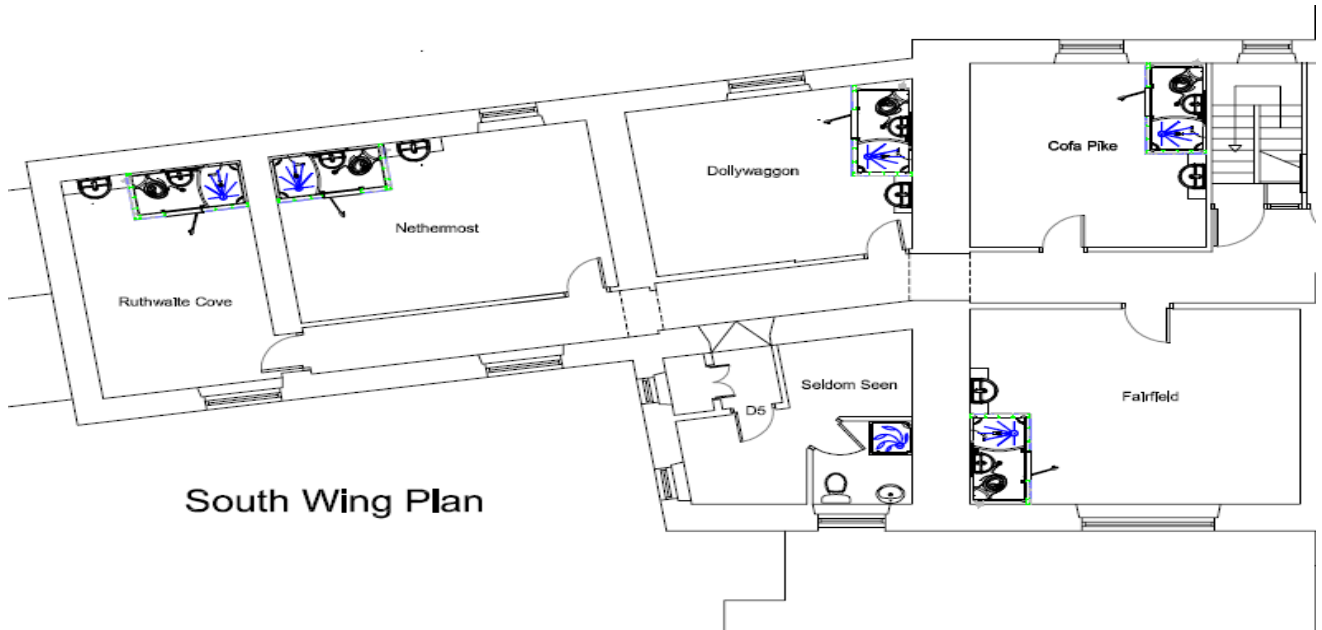 Cofa Pike
Dollywaggon
Nethermost
Ruthwaite Cove
Seldom Seen
Fairfield
D5
South Wing Plan